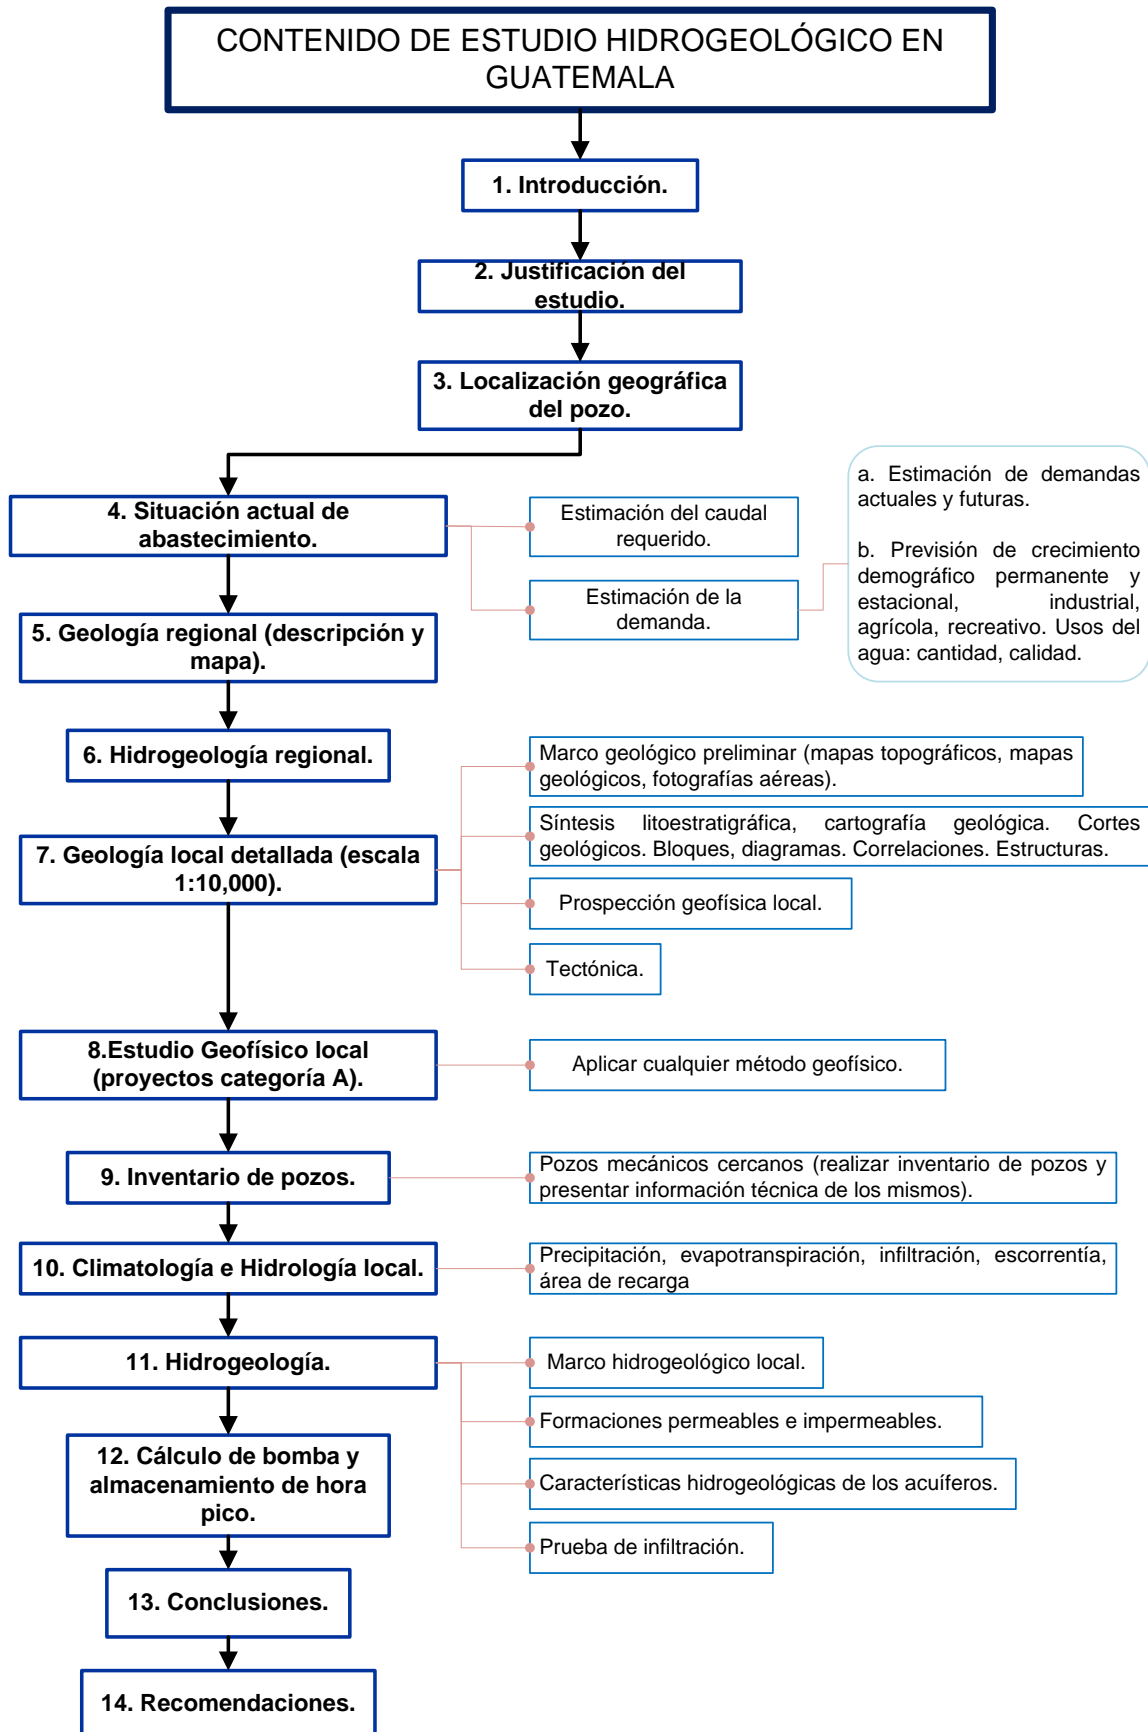 CONTENIDO DE ESTUDIO HIDROGEOLÓGICO EN
GUATEMALA
1. Introducción.
2. Justificación del
estudio.
3. Localización geográfica
del pozo.
4. Situación actual de
abastecimiento.
Estimación del caudal
requerido.
Estimación de la
demanda.
a. Estimación de demandas
actuales y futuras.
b. Previsión de crecimiento
demográfico permanente y
estacional, industrial,
agrícola, recreativo. Usos del
agua: cantidad, calidad.
5. Geología regional (descripción y
mapa).
6. Hidrogeología regional.
7. Geología local detallada (escala
1:10,000).
Marco geológico preliminar (mapas topográficos, mapas
geológicos, fotografías aéreas).
Síntesis litoestratigráfica, cartografía geológica. Cortes
geológicos. Bloques, diagramas. Correlaciones. Estructuras.
Prospección geofísica local.
Tectónica.
8.Estudio Geofísico local
(proyectos categoría A).
Aplicar cualquier método geofísico.
9. Inventario de pozos.
Pozos mecánicos cercanos (realizar inventario de pozos y
presentar información técnica de los mismos).
10. Climatología e Hidrología local.
Precipitación, evapotranspiración, infiltración, escorrentía,
área de recarga
11. Hidrogeología.
Marco hidrogeológico local.
Formaciones permeables e impermeables.
Características hidrogeológicas de los acuíferos.
Prueba de infiltración.
12. Cálculo de bomba y
almacenamiento de hora
pico.
13. Conclusiones.
14. Recomendaciones.